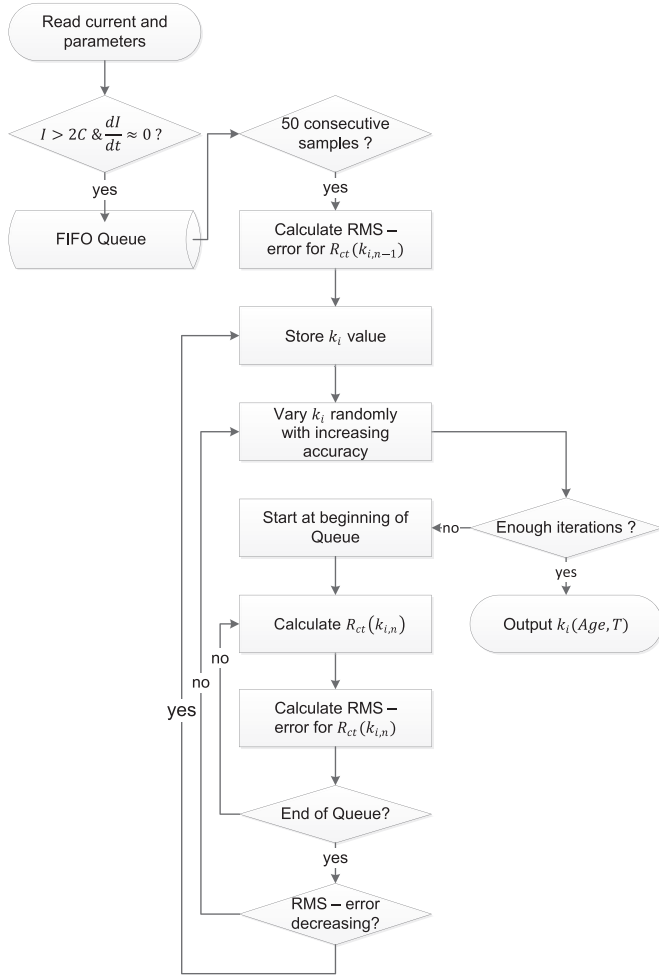 Read current and
parameters
I > 2C & dI/dt ≈ 0 ?
yes
FIFO Queue
50 consecutive
samples ?
yes
Calculate RMS –
error for R_ct(k_{i,n−1})
Store k_i value
Vary k_i randomly
with increasing
accuracy
Enough iterations ?
no
yes
Output k_i(Age, T)
Start at beginning of
Queue
Calculate R_ct(k_{i,n})
no
no
yes
Calculate RMS –
error for R_ct(k_{i,n})
End of Queue?
yes
RMS – error
decreasing?